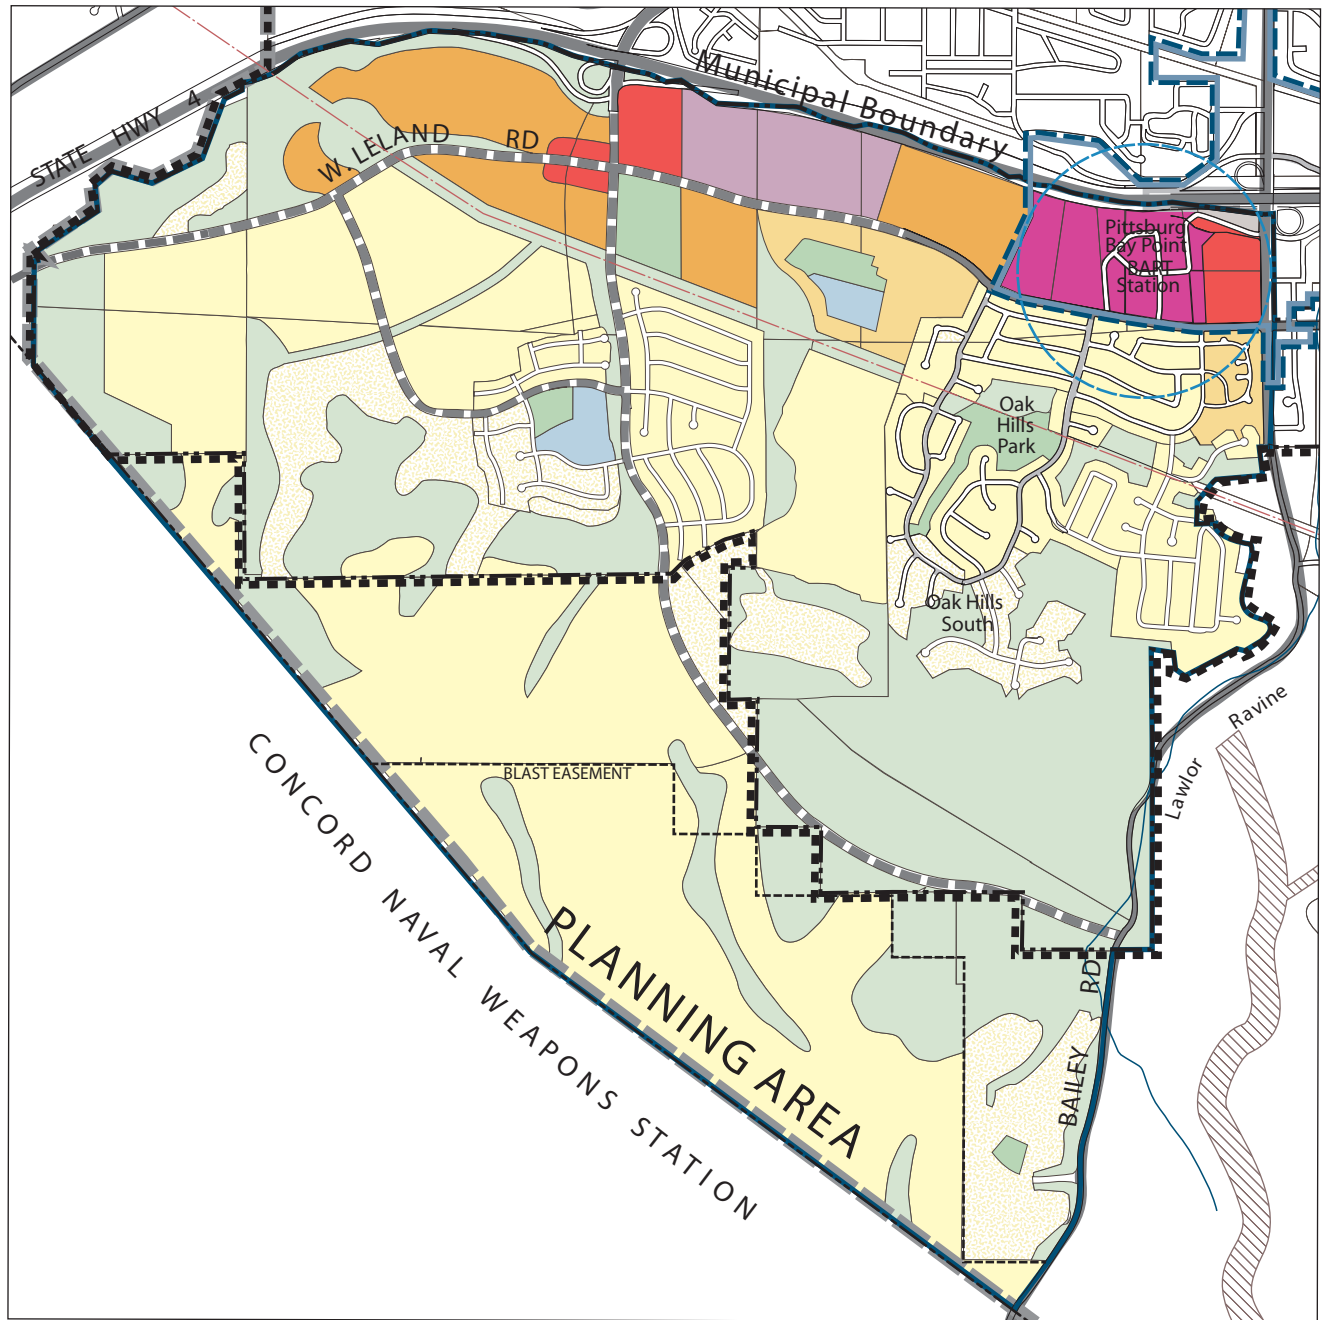 Municipal Boundary
STATE HWY 4
W. LELAND RD
Pittsburg
Bay Point
BART
Station
Oak
Hills
Park
Oak Hills
South
Ravine
Lawlor
BLAST EASEMENT
CONCORD NAVAL WEAPONS STATION
PLANNING AREA
BAILEY RD